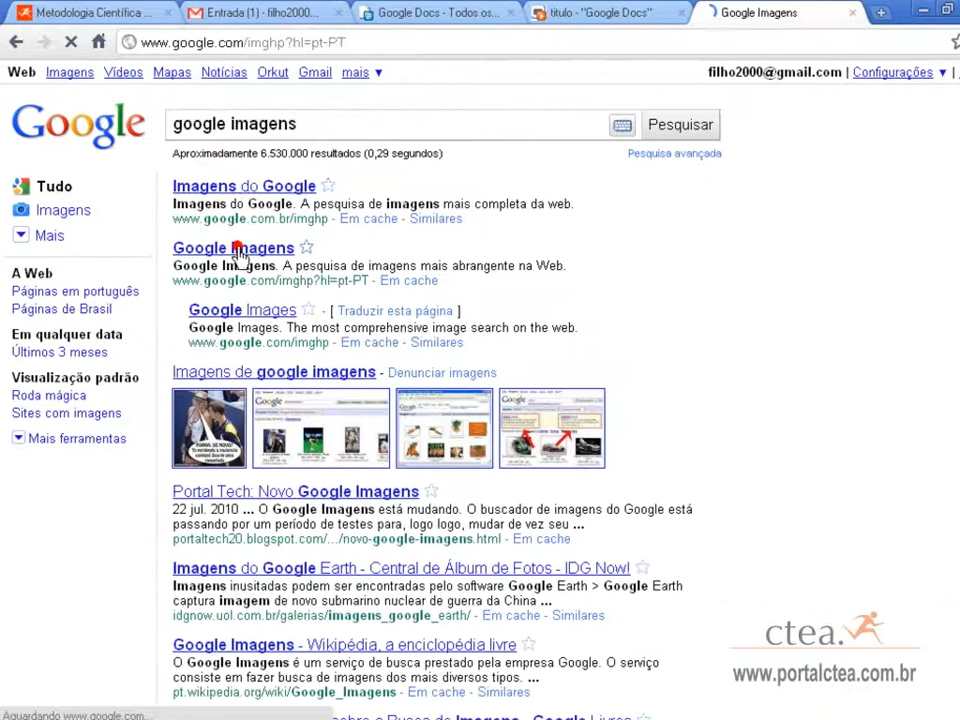 Metodologia Científica ...
Entrada (1) - filho2000...
Google Docs - Todos os...
titulo - "Google Docs"
Google Imagens
www.google.com/imghp?hl=pt-PT
Web Imagens Vídeos Mapas Notícias Orkut Gmail mais ▼
filho2000@gmail.com | Configurações ▼ |
Google
google imagens
Pesquisar
Aproximadamente 6.530.000 resultados (0,29 segundos)
Pesquisa avançada
Tudo
Imagens
Mais
A Web
Páginas em português
Páginas de Brasil
Em qualquer data
Últimos 3 meses
Visualização padrão
Roda mágica
Sites com imagens
Mais ferramentas
Imagens do Google
Imagens do Google. A pesquisa de imagens mais completa da web.
www.google.com.br/imghp - Em cache - Similares
Google Imagens
Google Imagens. A pesquisa de imagens mais abrangente na Web.
www.google.com/imghp?hl=pt-PT - Em cache
Google Images - [ Traduzir esta página ]
Google Images. The most comprehensive image search on the web.
www.google.com/imghp - Em cache - Similares
Imagens de google imagens - Denunciar imagens
Portal Tech: Novo Google Imagens
22 jul. 2010 ... O Google Imagens está mudando. O buscador de imagens do Google está
passando por um período de testes para, logo logo, mudar de vez seu ...
portaltech20.blogspot.com/.../novo-google-imagens.html - Em cache
Imagens do Google Earth - Central de Álbum de Fotos - IDG Now!
Imagens inusitadas podem ser encontradas pelo software Google Earth > Google Earth
captura imagem de novo submarino nuclear de guerra da China ...
idgnow.uol.com.br/galerias/imagens_google_earth/ - Em cache - Similares
Google Imagens - Wikipédia, a enciclopédia livre
O Google Imagens é um serviço de busca prestado pela empresa Google. O serviço
consiste em fazer busca de imagens dos mais diversos tipos. ...
pt.wikipedia.org/wiki/Google_Imagens - Em cache - Similares
ctea.
www.portalctea.com.br
Aguardando www.google.com...